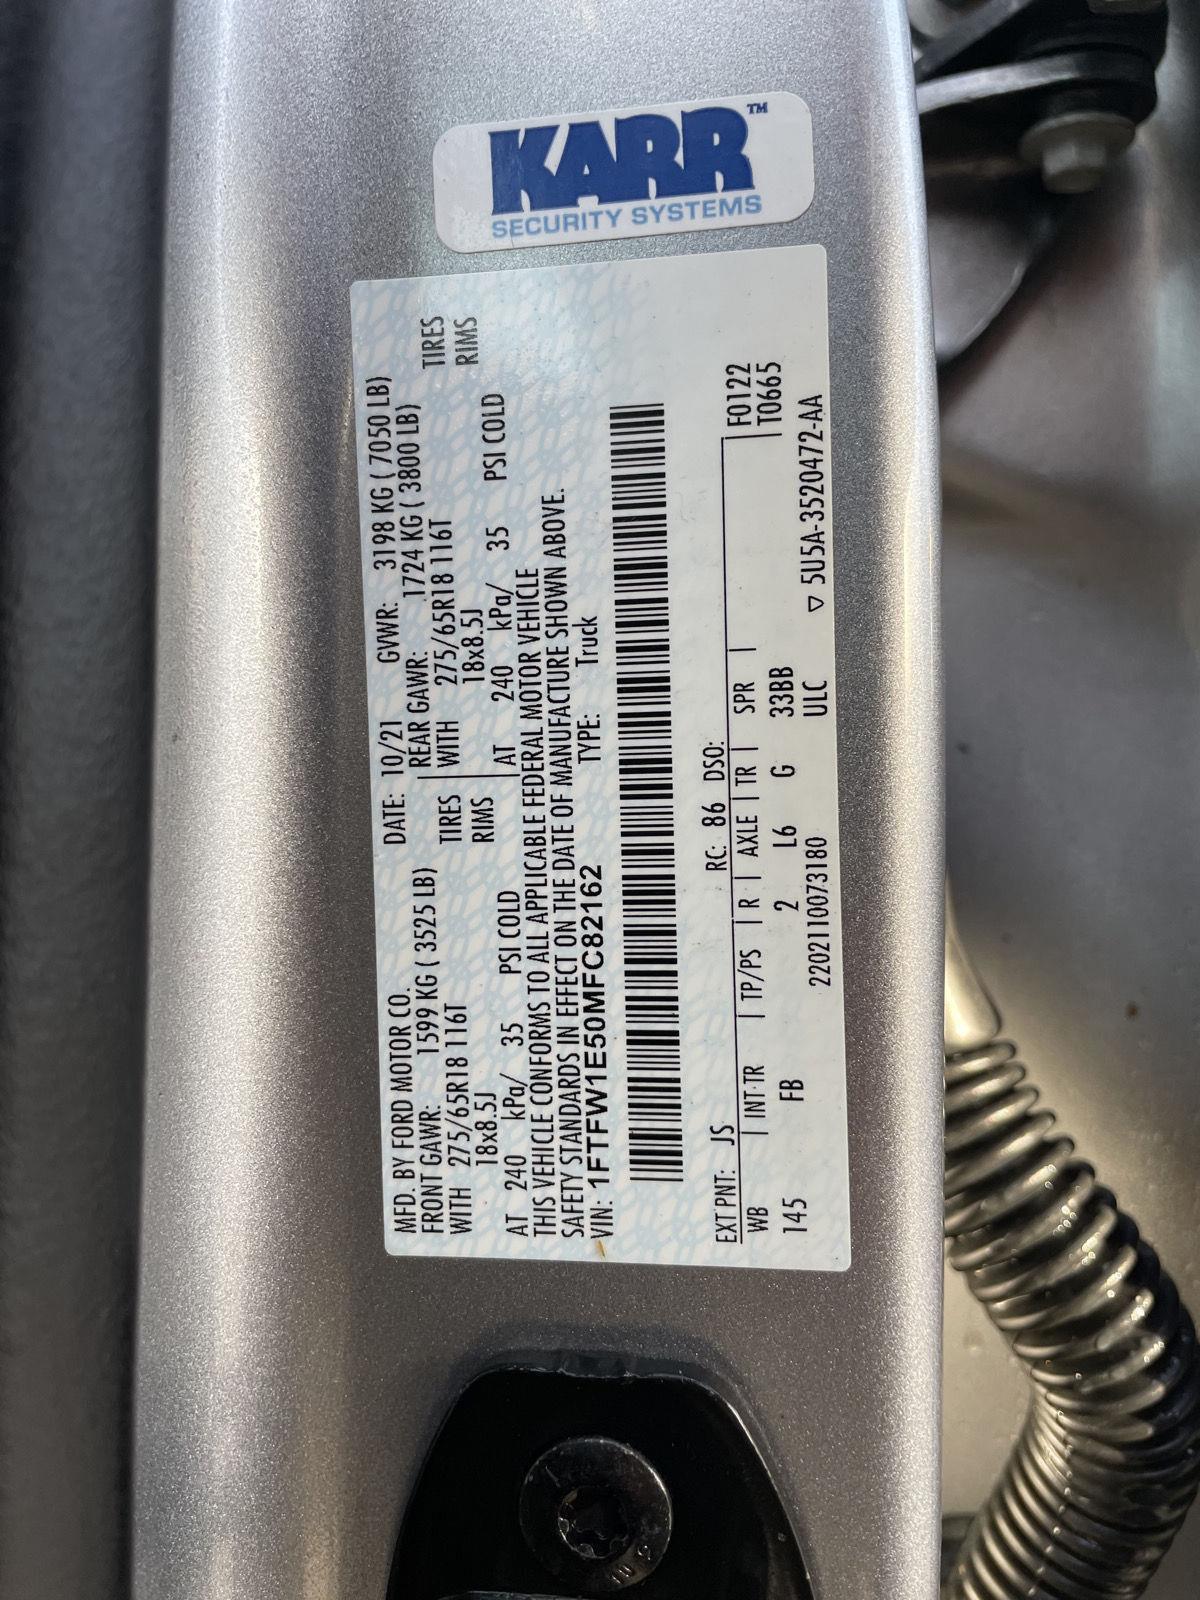 KARR™
SECURITY SYSTEMS
MFD. BY FORD MOTOR CO. DATE: 10/21 GVWR: 3198 KG ( 7050 LB)
FRONT GAWR: 1599 KG ( 3525 LB) REAR GAWR: 1724 KG ( 3800 LB)
WITH 275/65R18 116T TIRES WITH 275/65R18 116T TIRES
18x8.5J RIMS 18x8.5J RIMS
AT 240 kPa/ 35 PSI COLD AT 240 kPa/ 35 PSI COLD
THIS VEHICLE CONFORMS TO ALL APPLICABLE FEDERAL MOTOR VEHICLE
SAFETY STANDARDS IN EFFECT ON THE DATE OF MANUFACTURE SHOWN ABOVE.
VIN: 1FTFW1E50MFC82162 TYPE: Truck
EXT PNT: JS RC: 86 DSO: F0122
WB INT TR TP/PS R AXLE TR SPR T0665
145 FB 2 L6 G 33BB
2202110073180 ULC ▽ 5U5A-3520472-AA